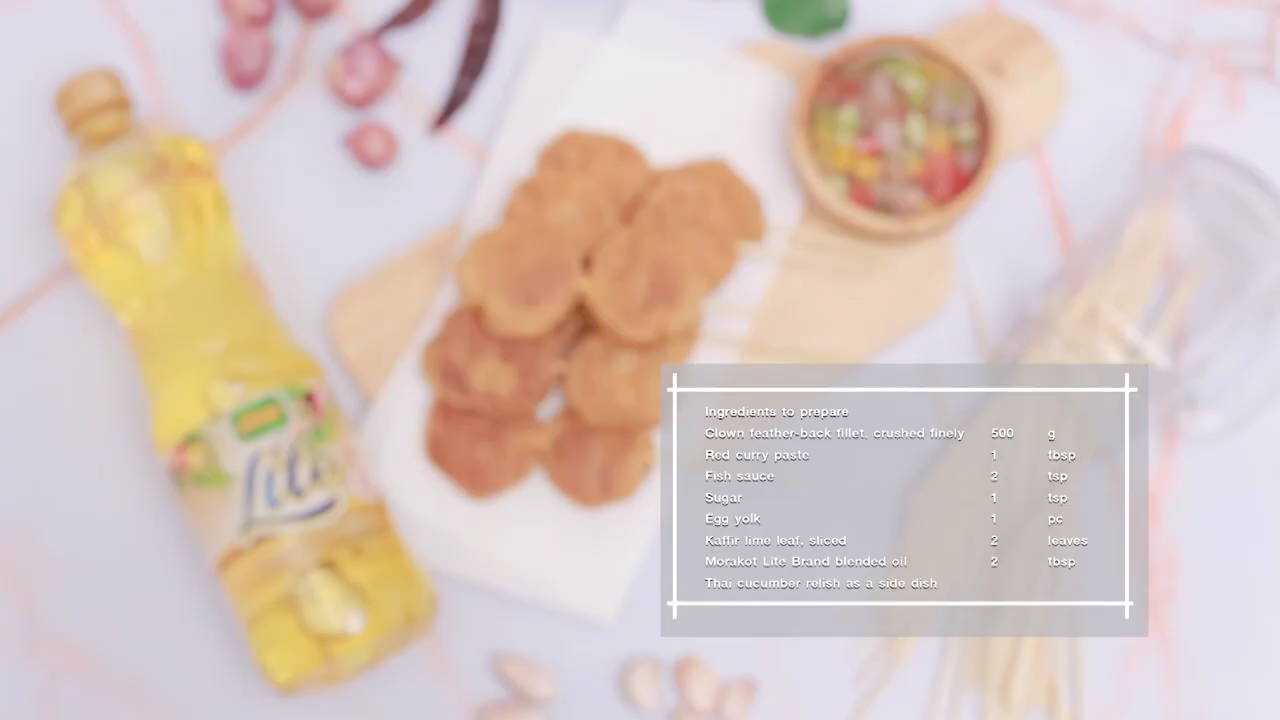 Ingredients to prepare
Clown feather-back fillet, crushed finely 500 g
Red curry paste 1 tbsp
Fish sauce 2 tsp
Sugar 1 tsp
Egg yolk 1 pc
Kaffir lime leaf, sliced 2 leaves
Morakot Lite Brand blended oil 2 tbsp
Thai cucumber relish as a side dish